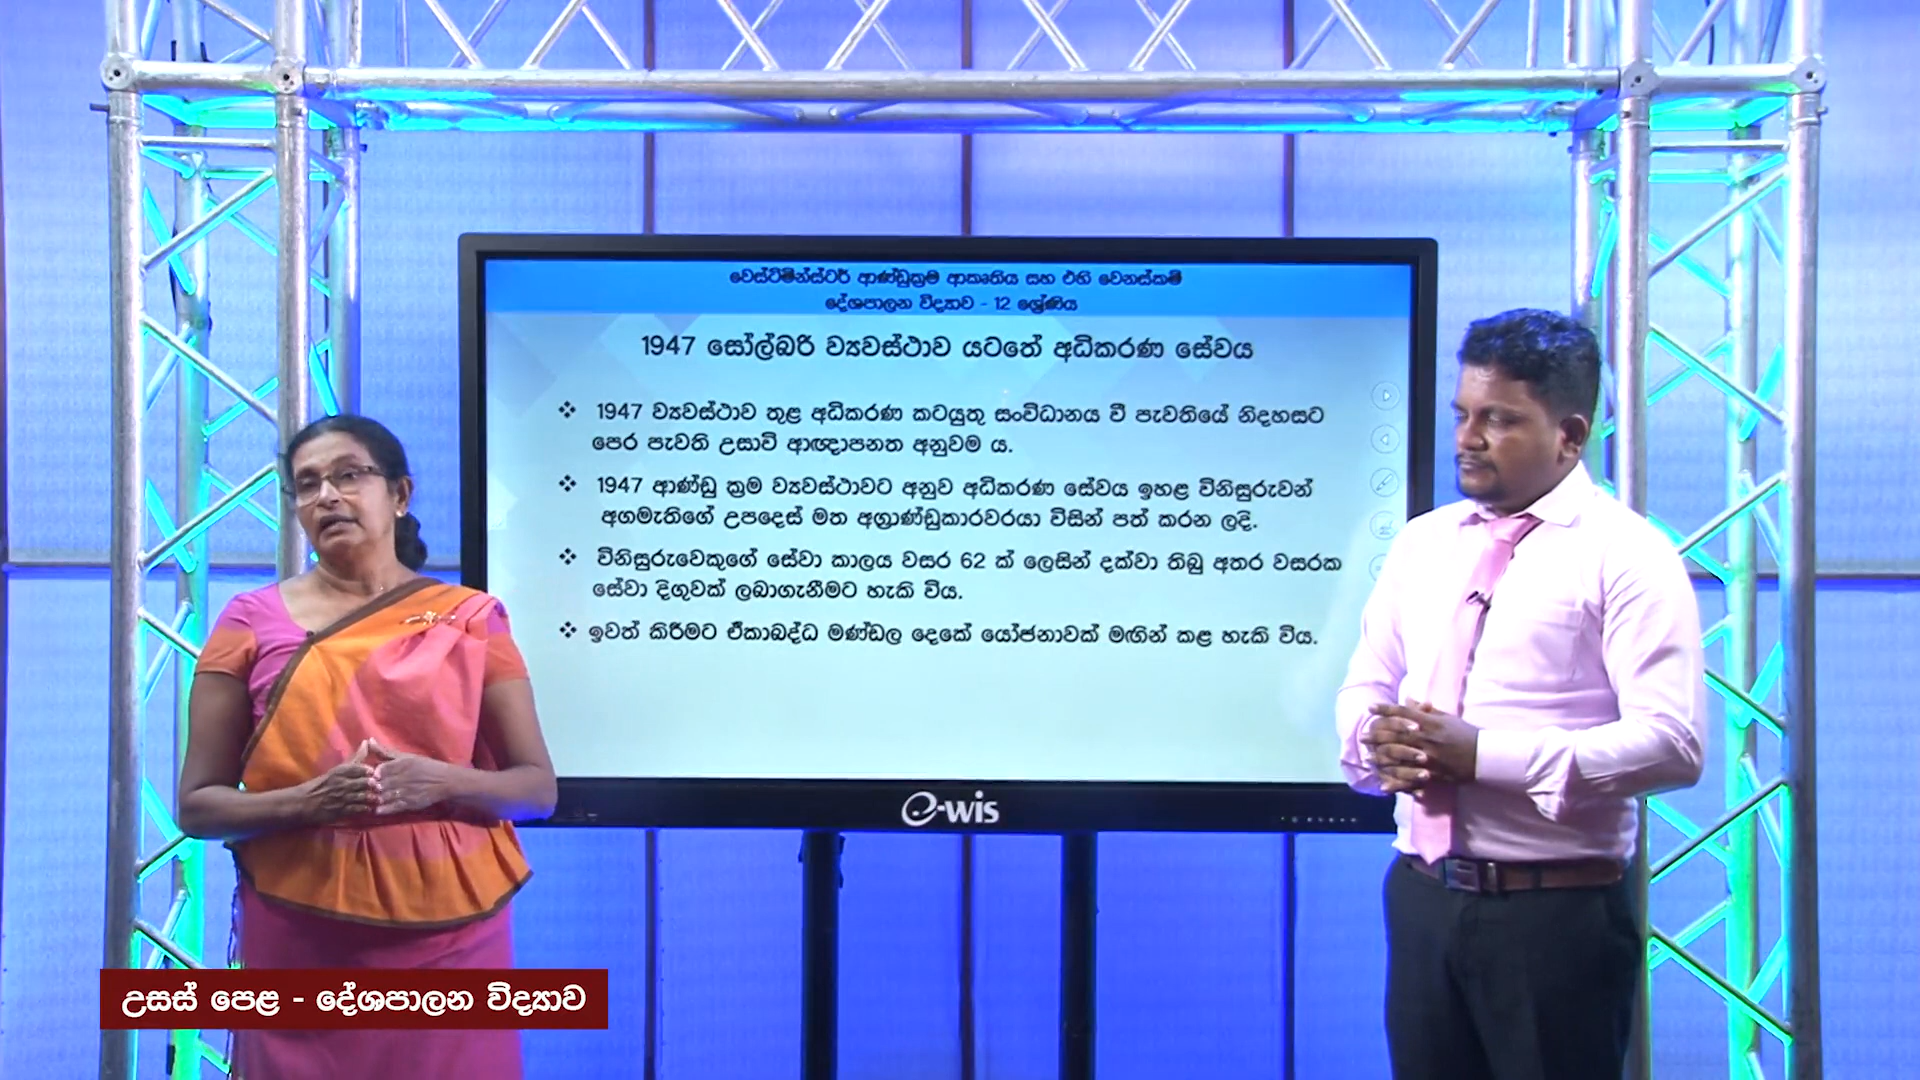 වෙස්ට්මින්ස්ටර් ආණ්ඩුක්‍රම ආකෘතිය සහ එහි වෙනස්කම්
දේශපාලන විද්‍යාව - 12 ශ්‍රේණිය
1947 සෝල්බරි ව්‍යවස්ථාව යටතේ අධිකරණ සේවය
❖ 1947 ව්‍යවස්ථාව තුළ අධිකරණ කටයුතු සංවිධානය වී පැවතියේ නිදහසට
පෙර පැවති උසාවි ආඥාපනත අනුවම ය.
❖ 1947 ආණ්ඩු ක්‍රම ව්‍යවස්ථාවට අනුව අධිකරණ සේවය ඉහළ විනිසුරුවන්
අගමැතිගේ උපදෙස් මත අග්‍රාණ්ඩුකාරවරයා විසින් පත් කරන ලදි.
❖ විනිසුරුවෙකුගේ සේවා කාලය වසර 62 ක් ලෙසින් දක්වා තිබු අතර වසරක
සේවා දිගුවක් ලබාගැනීමට හැකි විය.
❖ ඉවත් කිරීමට ඒකාබද්ධ මණ්ඩල දෙකේ යෝජනාවක් මඟින් කළ හැකි විය.
e-wis
උසස් පෙළ - දේශපාලන විද්‍යාව